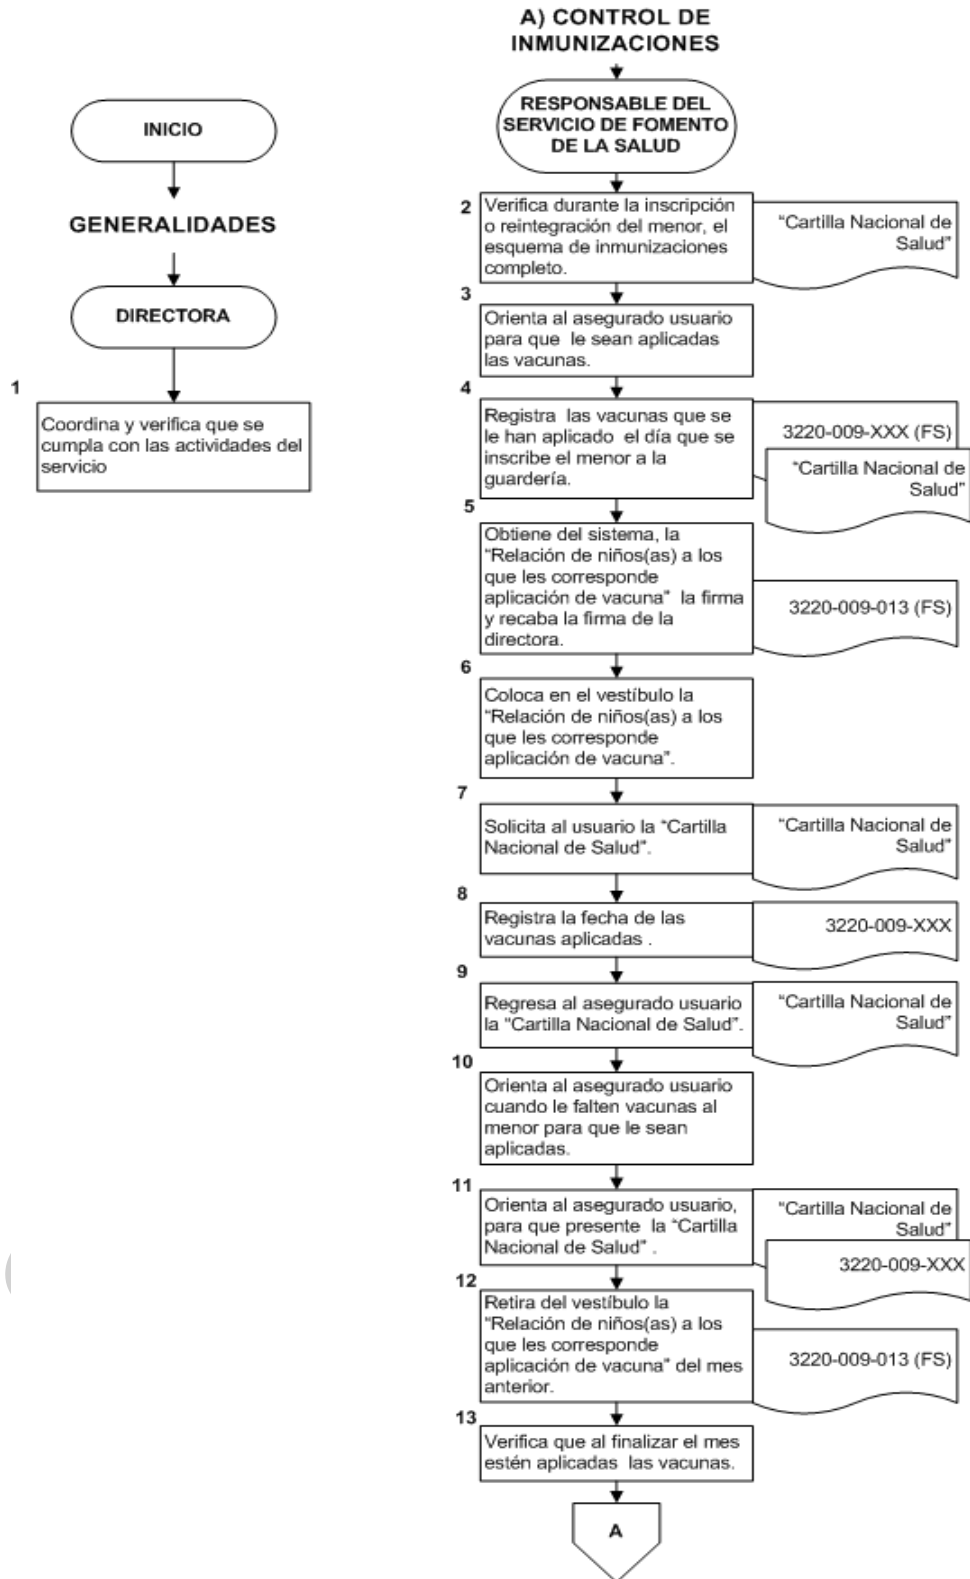 INICIO
GENERALIDADES
DIRECTORA
1
Coordina y verifica que se
cumpla con las actividades del
servicio
A) CONTROL DE
INMUNIZACIONES
RESPONSABLE DEL
SERVICIO DE FOMENTO
DE LA SALUD
2
Verifica durante la inscripción
o reintegración del menor, el
esquema de inmunizaciones
completo.
“Cartilla Nacional de
Salud”
3
Orienta al asegurado usuario
para que le sean aplicadas
las vacunas.
4
Registra las vacunas que se
le han aplicado el día que se
inscribe el menor a la
guardería.
3220-009-XXX (FS)
“Cartilla Nacional de
Salud”
5
Obtiene del sistema, la
“Relación de niños(as) a los
que les corresponde
aplicación de vacuna” la firma
y recaba la firma de la
directora.
3220-009-013 (FS)
6
Coloca en el vestíbulo la
“Relación de niños(as) a los
que les corresponde
aplicación de vacuna”.
7
Solicita al usuario la “Cartilla
Nacional de Salud”.
“Cartilla Nacional de
Salud”
8
Registra la fecha de las
vacunas aplicadas .
3220-009-XXX
9
Regresa al asegurado usuario
la “Cartilla Nacional de Salud”.
“Cartilla Nacional de
Salud”
10
Orienta al asegurado usuario
cuando le falten vacunas al
menor para que le sean
aplicadas.
11
Orienta al asegurado usuario,
para que presente la “Cartilla
Nacional de Salud” .
“Cartilla Nacional de
Salud”
3220-009-XXX
12
Retira del vestíbulo la
“Relación de niños(as) a los
que les corresponde
aplicación de vacuna” del mes
anterior.
3220-009-013 (FS)
13
Verifica que al finalizar el mes
estén aplicadas las vacunas.
A